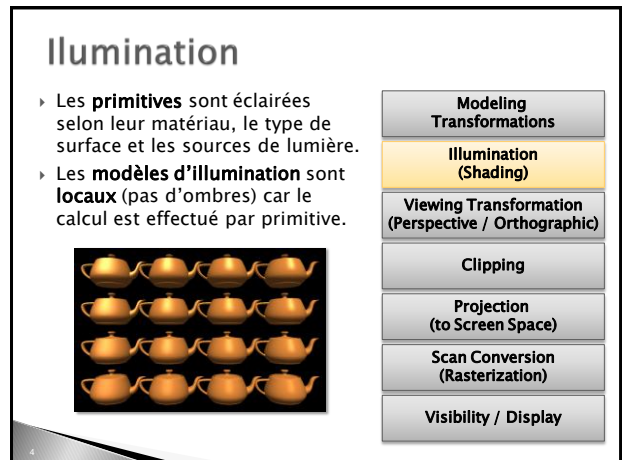 Ilumination
Les primitives sont éclairées
selon leur matériau, le type de
surface et les sources de lumière.
Les modèles d'illumination sont
locaux (pas d'ombres) car le
calcul est effectué par primitive.
Modeling
Transformations
Illumination
(Shading)
Viewing Transformation
(Perspective / Orthographic)
Clipping
Projection
(to Screen Space)
Scan Conversion
(Rasterization)
Visibility / Display
4